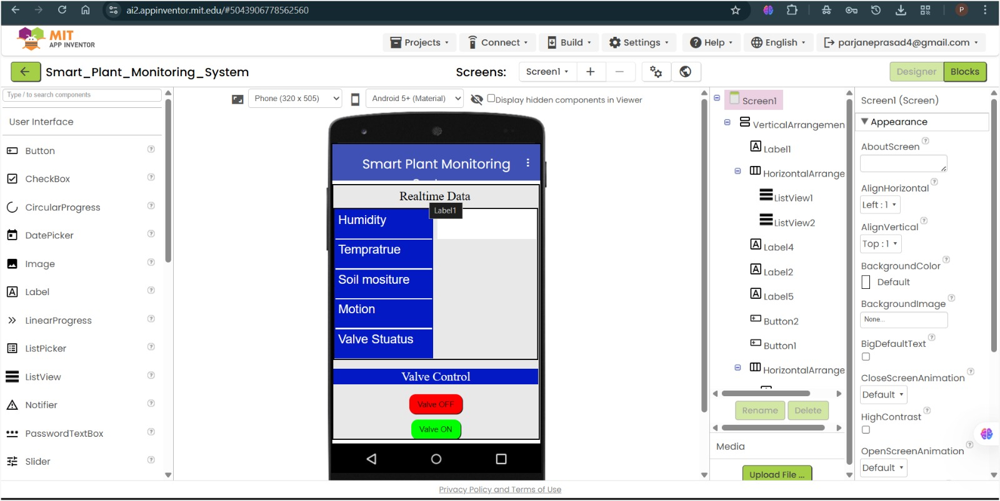 ai2.appinventor.mit.edu/#5043906778562560
P
MIT
APP INVENTOR
Projects
Connect
Build
Settings
Help
English
parjaneprasad4@gmail.com
Smart_Plant_Monitoring_System
Screens:
Screen1
Designer
Blocks
Type / to search components
User Interface
Button
CheckBox
CircularProgress
DatePicker
Image
Label
LinearProgress
ListPicker
ListView
Notifier
PasswordTextBox
Slider
Phone (320 x 505)
Android 5+ (Material)
Display hidden components in Viewer
Smart Plant Monitoring
Realtime Data
Label1
Humidity
Tempratrue
Soil mositure
Motion
Valve Stuatus
Valve Control
Valve OFF
Valve ON
Screen1
VerticalArrangemen
Label1
HorizontalArrange
ListView1
ListView2
Label4
Label2
Label5
Button2
Button1
HorizontalArrange
Rename
Delete
Media
Upload File ...
Screen1 (Screen)
Appearance
AboutScreen
AlignHorizontal
Left : 1
AlignVertical
Top : 1
BackgroundColor
Default
BackgroundImage
None...
BigDefaultText
CloseScreenAnimation
Default
HighContrast
OpenScreenAnimation
Default
Privacy Policy and Terms of Use